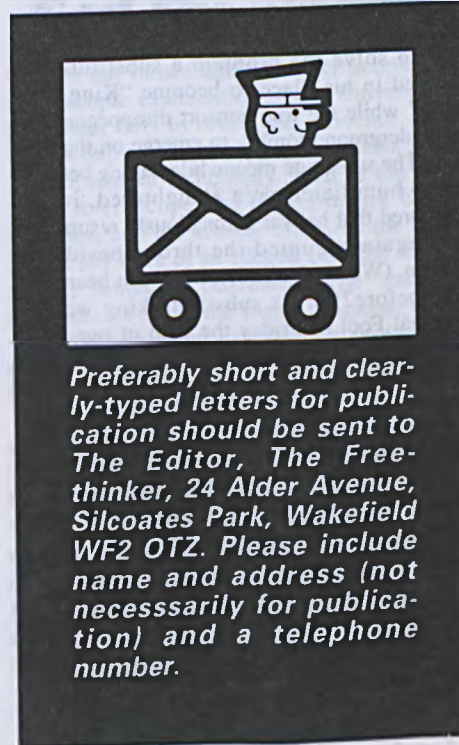 Preferably short and clear-
ly-typed letters for publi-
cation should be sent to
The Editor, The Free-
thinker, 24 Alder Avenue,
Silcoates Park, Wakefield
WF2 OTZ. Please include
name and address (not
necesssarily for publica-
tion) and a telephone
number.